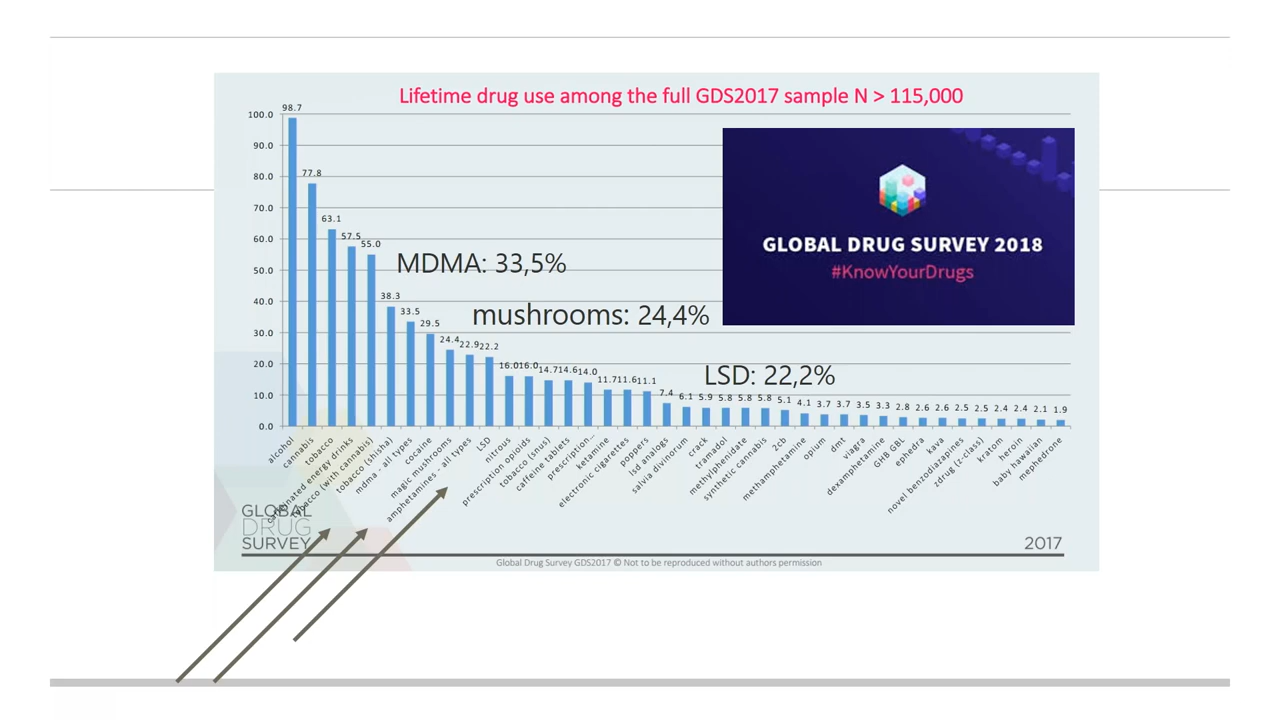 Lifetime drug use among the full GDS2017 sample N > 115,000
100.0
90.0
80.0
70.0
60.0
50.0
40.0
30.0
20.0
10.0
0.0
98.7
77.8
63.1
57.5
55.0
38.3
33.5
29.5
24.4
22.9
22.2
16.0
16.0
14.7
14.6
14.0
11.7
11.6
11.1
7.4
6.1
5.9
5.8
5.8
5.8
5.1
4.1
3.7
3.7
3.5
3.3
2.8
2.6
2.6
2.5
2.5
2.4
2.4
2.1
1.9
MDMA: 33,5%
mushrooms: 24,4%
LSD: 22,2%
GLOBAL DRUG SURVEY 2018
#KnowYourDrugs
alcohol
cannabis
tobacco
caffeinated energy drinks
tobacco (with cannabis)
tobacco (shisha)
mdma - all types
cocaine
magic mushrooms
amphetamines - all types
LSD
nitrous
prescription opioids
tobacco (snus)
caffeine tablets
prescription...
ketamine
electronic cigarettes
poppers
lsd analogs
salvia divinorum
crack
tramadol
methylphenidate
synthetic cannabis
2cb
methamphetamine
opium
dmt
viagra
dexamphetamine
GHB GBL
ephedra
kava
novel benzodiazapines
zdrug (z-class)
kratom
heroin
baby hawaiian
mephedrone
GLOBAL
DRUG
SURVEY
2017
Global Drug Survey GDS2017 © Not to be reproduced without authors permission